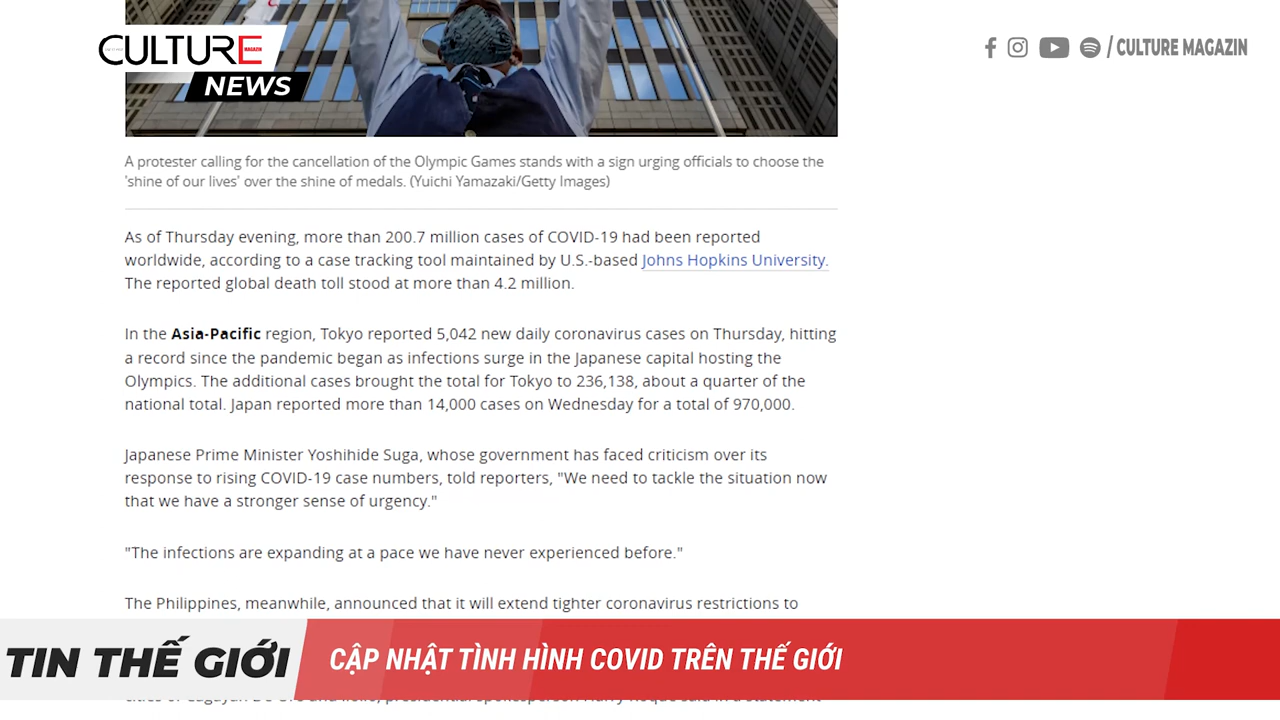 CULTURE
MAGAZIN
NEWS
/ CULTURE MAGAZIN
A protester calling for the cancellation of the Olympic Games stands with a sign urging officials to choose the
'shine of our lives' over the shine of medals. (Yuichi Yamazaki/Getty Images)
As of Thursday evening, more than 200.7 million cases of COVID-19 had been reported
worldwide, according to a case tracking tool maintained by U.S.-based Johns Hopkins University.
The reported global death toll stood at more than 4.2 million.
In the Asia-Pacific region, Tokyo reported 5,042 new daily coronavirus cases on Thursday, hitting
a record since the pandemic began as infections surge in the Japanese capital hosting the
Olympics. The additional cases brought the total for Tokyo to 236,138, about a quarter of the
national total. Japan reported more than 14,000 cases on Wednesday for a total of 970,000.
Japanese Prime Minister Yoshihide Suga, whose government has faced criticism over its
response to rising COVID-19 case numbers, told reporters, "We need to tackle the situation now
that we have a stronger sense of urgency."
"The infections are expanding at a pace we have never experienced before."
The Philippines, meanwhile, announced that it will extend tighter coronavirus restrictions to
TIN THẾ GIỚI
CẬP NHẬT TÌNH HÌNH COVID TRÊN THẾ GIỚI